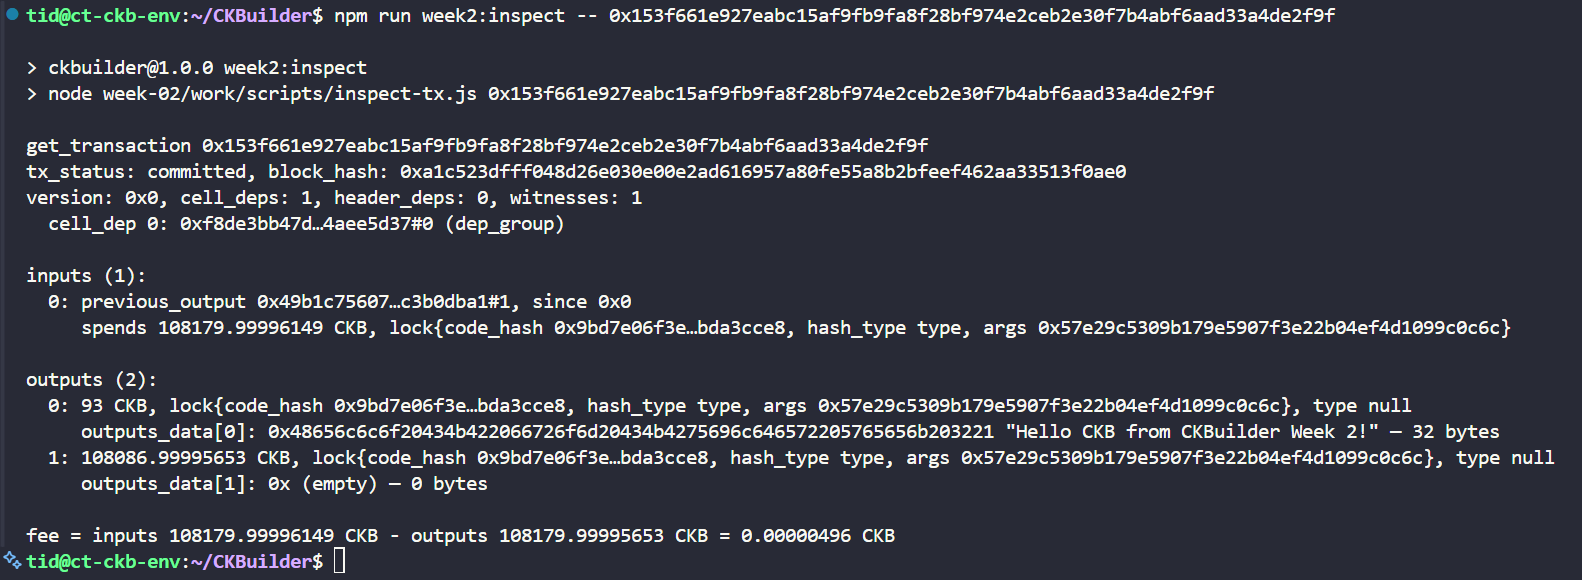 tid@ct-ckb-env:~/CKBuilder$ npm run week2:inspect -- 0x153f661e927eabc15af9fb9fa8f28bf974e2ceb2e30f7b4abf6aad33a4de2f9f
> ckbuilder@1.0.0 week2:inspect
> node week-02/work/scripts/inspect-tx.js 0x153f661e927eabc15af9fb9fa8f28bf974e2ceb2e30f7b4abf6aad33a4de2f9f
get_transaction 0x153f661e927eabc15af9fb9fa8f28bf974e2ceb2e30f7b4abf6aad33a4de2f9f
tx_status: committed, block_hash: 0xa1c523dfff048d26e030e00e2ad616957a80fe55a8b2bfeef462aa33513f0ae0
version: 0x0, cell_deps: 1, header_deps: 0, witnesses: 1
cell_dep 0: 0xf8de3bb47d…4aee5d37#0 (dep_group)
inputs (1):
0: previous_output 0x49b1c75607…c3b0dba1#1, since 0x0
spends 108179.99996149 CKB, lock{code_hash 0x9bd7e06f3e…bda3cce8, hash_type type, args 0x57e29c5309b179e5907f3e22b04ef4d1099c0c6c}
outputs (2):
0: 93 CKB, lock{code_hash 0x9bd7e06f3e…bda3cce8, hash_type type, args 0x57e29c5309b179e5907f3e22b04ef4d1099c0c6c}, type null
outputs_data[0]: 0x48656c6c6f20434b422066726f6d20434b4275696c646572205765656b203221 "Hello CKB from CKBuilder Week 2!" — 32 bytes
1: 108086.99995653 CKB, lock{code_hash 0x9bd7e06f3e…bda3cce8, hash_type type, args 0x57e29c5309b179e5907f3e22b04ef4d1099c0c6c}, type null
outputs_data[1]: 0x (empty) — 0 bytes
fee = inputs 108179.99996149 CKB - outputs 108179.99995653 CKB = 0.00000496 CKB
tid@ct-ckb-env:~/CKBuilder$